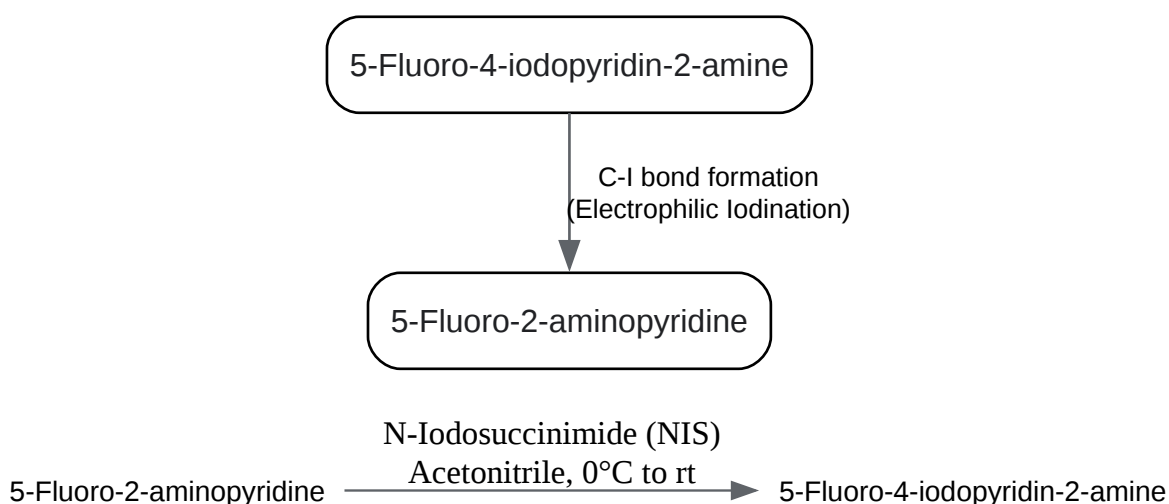 5-Fluoro-4-iodopyridin-2-amine
C-I bond formation
(Electrophilic Iodination)
5-Fluoro-2-aminopyridine
N-Iodosuccinimide (NIS)
Acetonitrile, 0°C to rt
5-Fluoro-2-aminopyridine
5-Fluoro-4-iodopyridin-2-amine